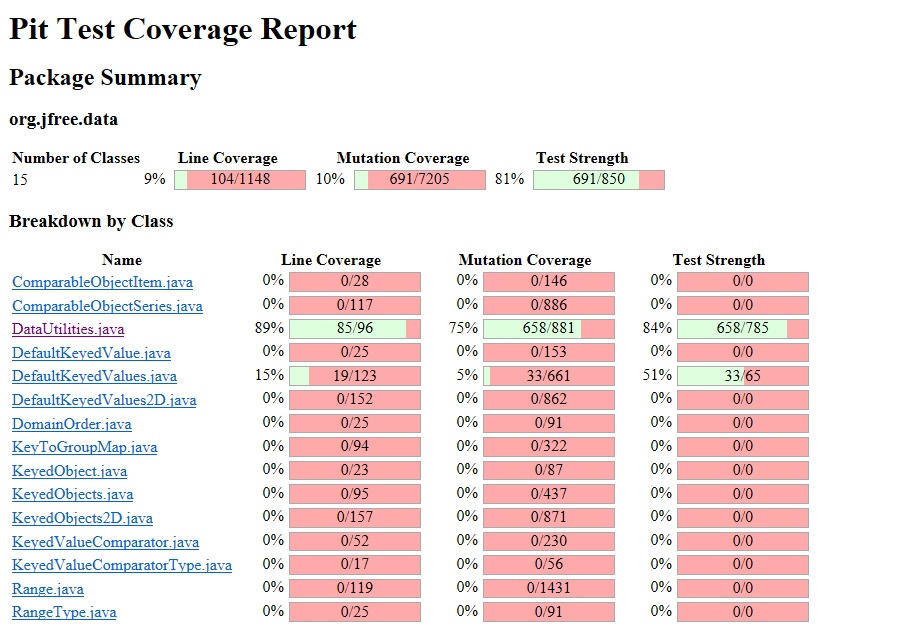 Pit Test Coverage Report
Package Summary
org.jfree.data
Number of Classes Line Coverage Mutation Coverage Test Strength
15 9% 104/1148 10% 691/7205 81% 691/850
Breakdown by Class
Name Line Coverage Mutation Coverage Test Strength
ComparableObjectItem.java 0% 0/28 0% 0/146 0% 0/0
ComparableObjectSeries.java 0% 0/117 0% 0/886 0% 0/0
DataUtilities.java 89% 85/96 75% 658/881 84% 658/785
DefaultKeyedValue.java 0% 0/25 0% 0/153 0% 0/0
DefaultKeyedValues.java 15% 19/123 5% 33/661 51% 33/65
DefaultKeyedValues2D.java 0% 0/152 0% 0/862 0% 0/0
DomainOrder.java 0% 0/25 0% 0/91 0% 0/0
KeyToGroupMap.java 0% 0/94 0% 0/322 0% 0/0
KeyedObject.java 0% 0/23 0% 0/87 0% 0/0
KeyedObjects.java 0% 0/95 0% 0/437 0% 0/0
KeyedObjects2D.java 0% 0/157 0% 0/871 0% 0/0
KeyedValueComparator.java 0% 0/52 0% 0/230 0% 0/0
KeyedValueComparatorType.java 0% 0/17 0% 0/56 0% 0/0
Range.java 0% 0/119 0% 0/1431 0% 0/0
RangeType.java 0% 0/25 0% 0/91 0% 0/0